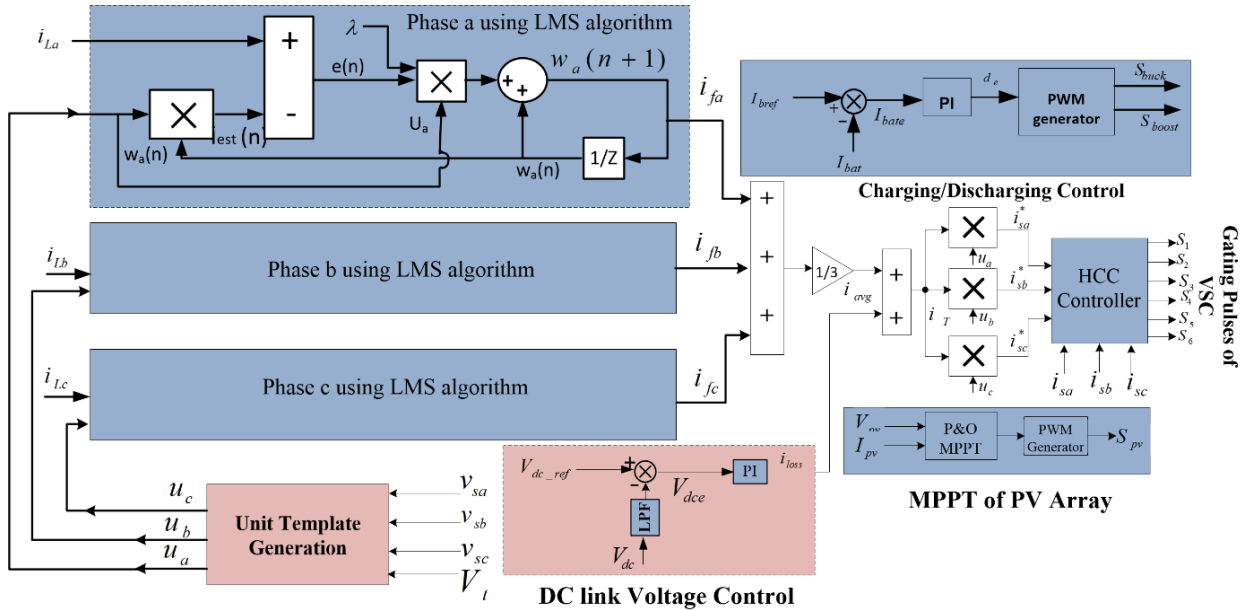 Phase a using LMS algorithm
i_La
λ
+
-
e(n)
×
×
+
+
w_a(n+1)
U_a
w_a(n)
est(n)
w_a(n)
1/Z
i_fa
I_bref
+
-
I_bat
I_bate
PI
d_e
PWM generator
S_buck
S_boost
Charging/Discharging Control
i_Lb
Phase b using LMS algorithm
i_fb
i_Lc
Phase c using LMS algorithm
i_fc
+
+
+
1/3
i_avg
+
+
i_T
×
u_a
i*_sa
×
u_b
i*_sb
×
u_c
i*_sc
HCC Controller
i_sa
i_sb
i_sc
S_1
S_2
S_3
S_4
S_5
S_6
Gating Pulses of
VSC
I_pv
P&O
MPPT
PWM
Generator
S_pv
MPPT of PV Array
V_dc_ref
+
-
V_dce
LPF
V_dc
PI
i_loss
DC link Voltage Control
u_c
u_b
u_a
Unit Template
Generation
v_sa
v_sb
v_sc
V_t